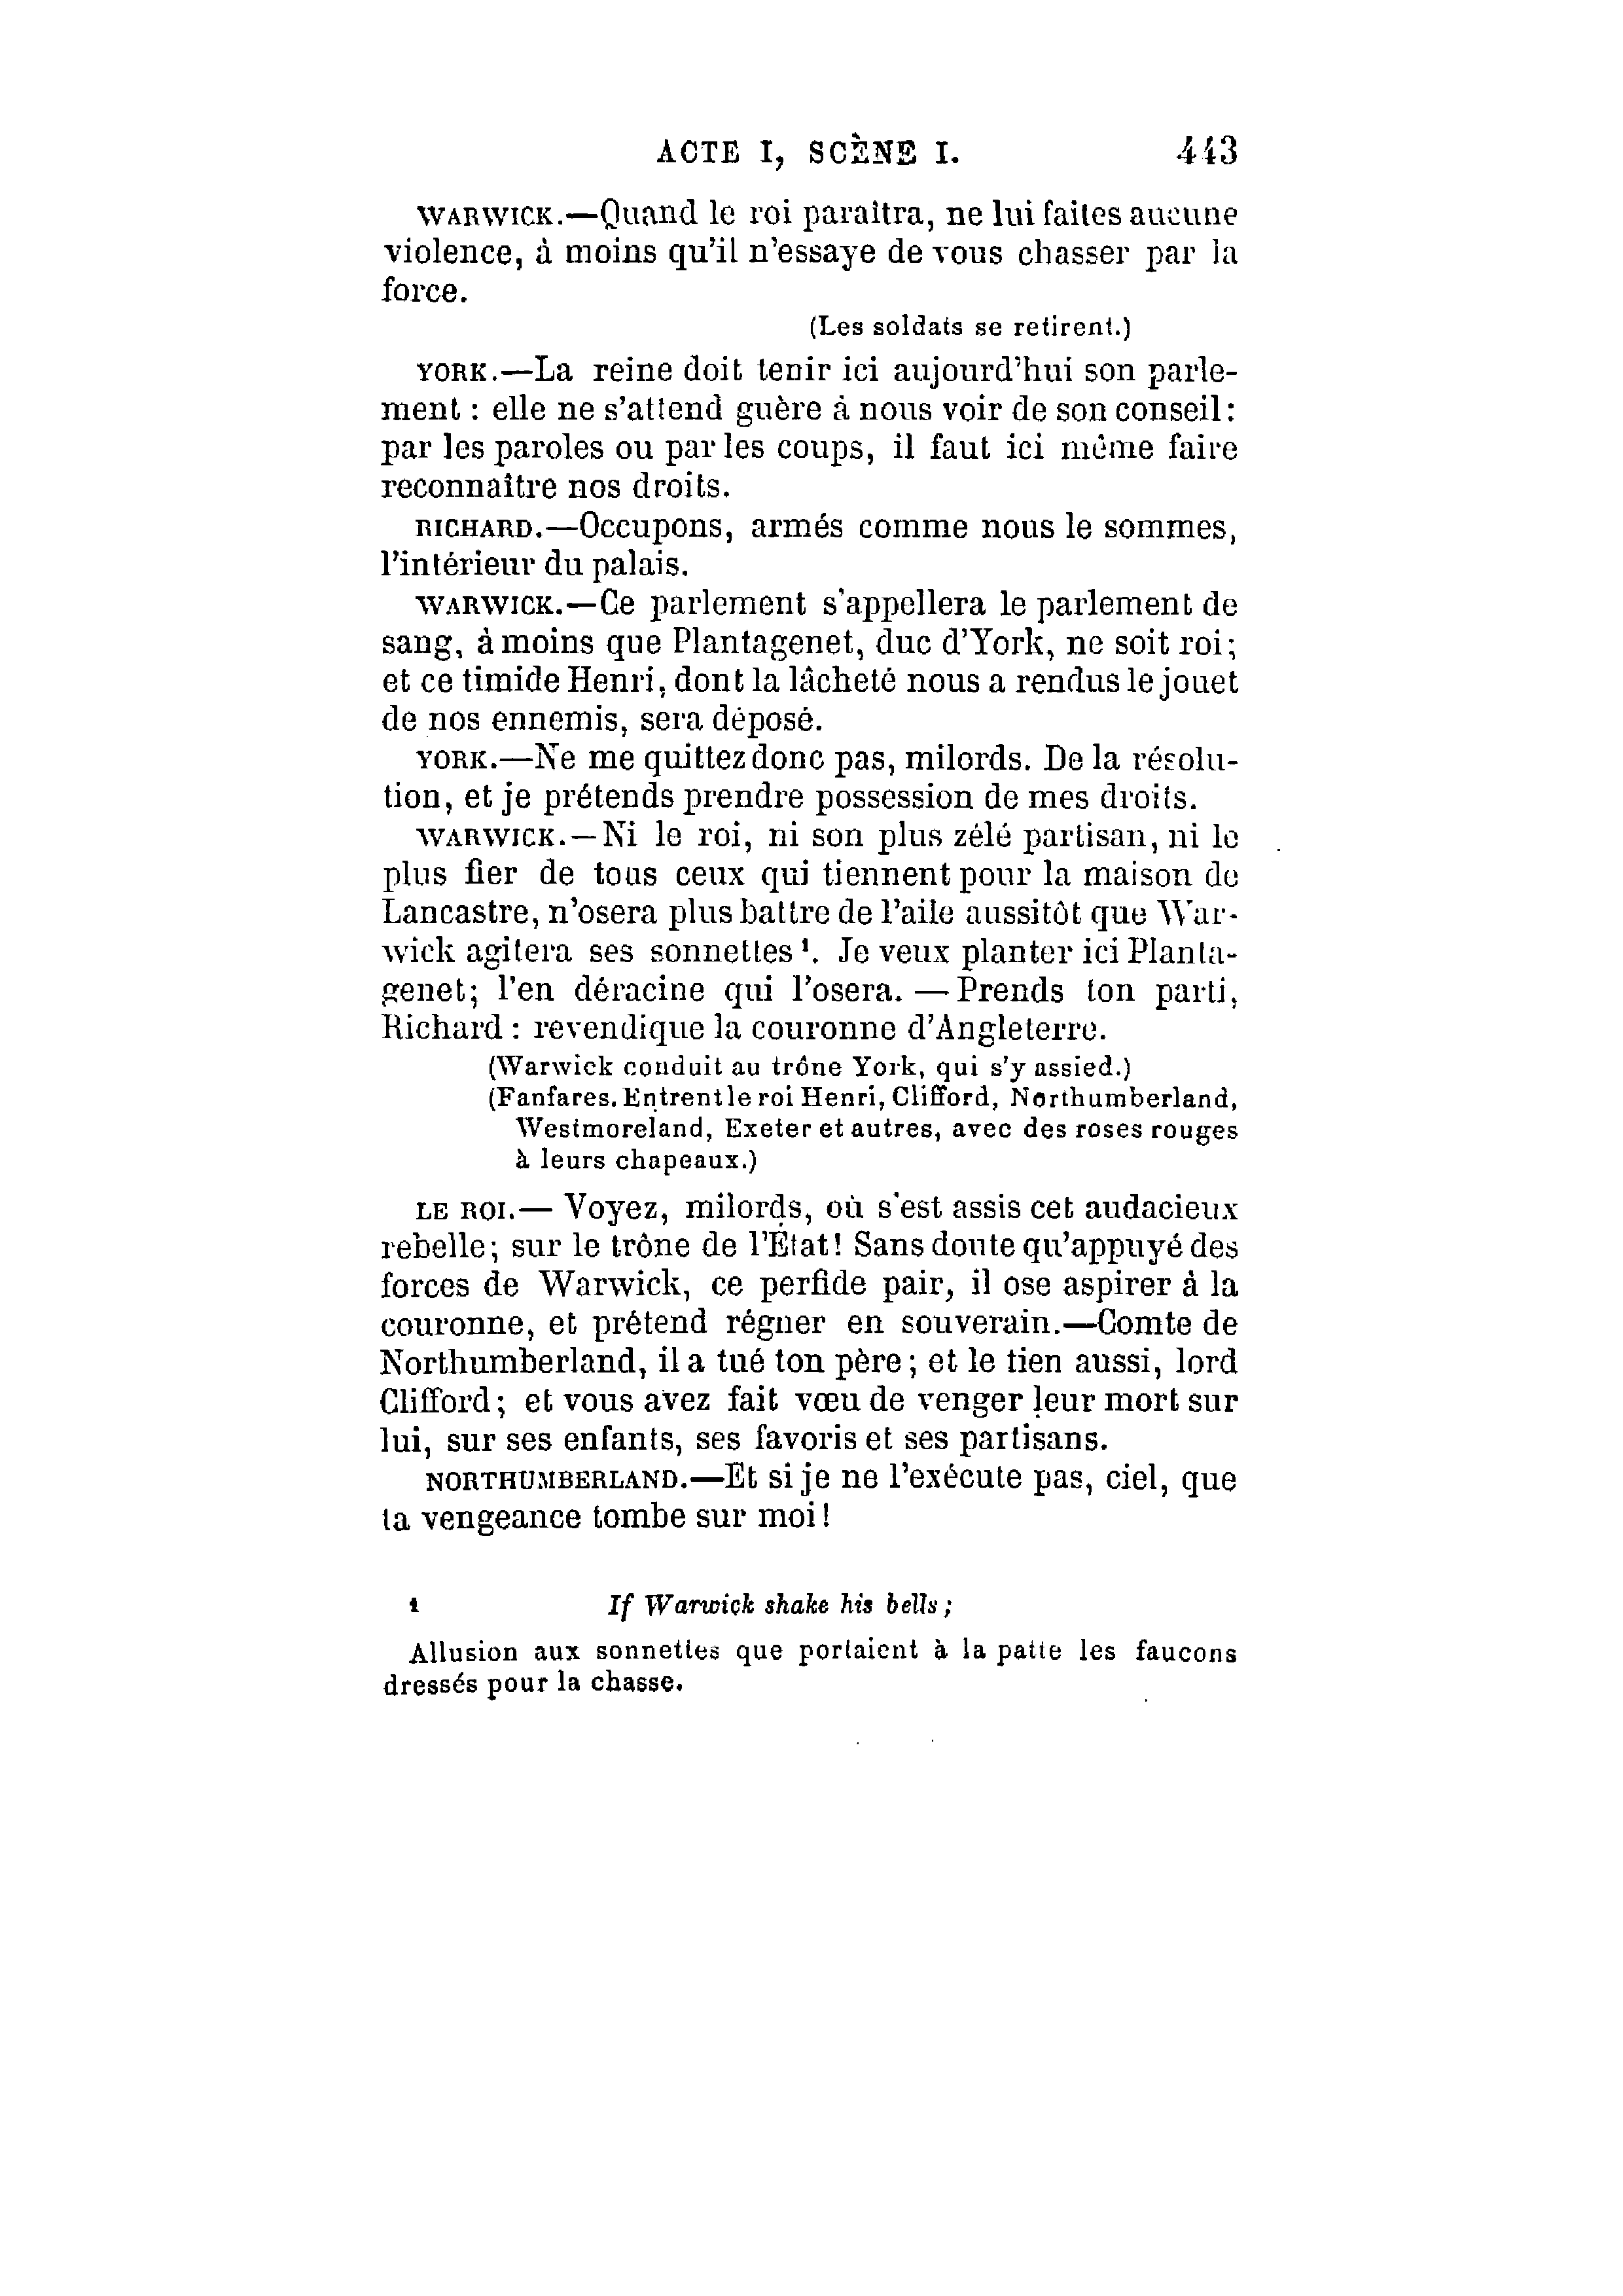 ACTE I, SCÈNE I. 443
WARWICK.—Quand le roi paraîtra, ne lui faites aucune
violence, à moins qu'il n'essaye de vous chasser par la
force.
(Les soldats se retirent.)
YORK.—La reine doit tenir ici aujourd'hui son parle-
ment : elle ne s'attend guère à nous voir de son conseil:
par les paroles ou par les coups, il faut ici même faire
reconnaître nos droits.
RICHARD.—Occupons, armés comme nous le sommes,
l'intérieur du palais.
WARWICK.—Ce parlement s'appellera le parlement de
sang, à moins que Plantagenet, duc d'York, ne soit roi;
et ce timide Henri, dont la lâcheté nous a rendus le jouet
de nos ennemis, sera déposé.
YORK.—Ne me quittez donc pas, milords. De la résolu-
tion, et je prétends prendre possession de mes droits.
WARWICK.—Ni le roi, ni son plus zélé partisan, ni le
plus fier de tous ceux qui tiennent pour la maison de
Lancastre, n'osera plus battre de l'aile aussitôt que War-
wick agitera ses sonnettes¹. Je veux planter ici Planta-
genet; l'en déracine qui l'osera. — Prends ton parti,
Richard : revendique la couronne d'Angleterre.
(Warwick conduit au trône York, qui s'y assied.)
(Fanfares. Entrent le roi Henri, Clifford, Northumberland,
Westmoreland, Exeter et autres, avec des roses rouges
à leurs chapeaux.)
LE ROI.— Voyez, milords, où s'est assis cet audacieux
rebelle; sur le trône de l'État! Sans doute qu'appuyé des
forces de Warwick, ce perfide pair, il ose aspirer à la
couronne, et prétend régner en souverain.—Comte de
Northumberland, il a tué ton père; et le tien aussi, lord
Clifford; et vous avez fait vœu de venger leur mort sur
lui, sur ses enfants, ses favoris et ses partisans.
NORTHUMBERLAND.—Et si je ne l'exécute pas, ciel, que
ta vengeance tombe sur moi!
1 If Warwick shake his bells;
Allusion aux sonnettes que portaient à la patte les faucons
dressés pour la chasse.